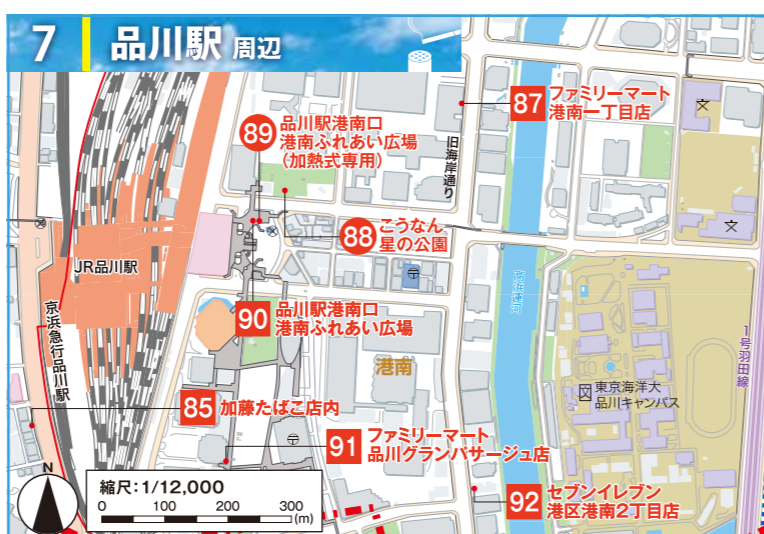 7 品川駅 周辺
87 ファミリーマート
港南一丁目店
89 品川駅港南口
港南ふれあい広場
(加熱式専用)
旧海岸通り
88 こうなん
星の公園
JR品川駅
京浜急行品川駅
90 品川駅港南口
港南ふれあい広場
京浜運河
港南
1号羽田線
東京海洋大
品川キャンパス
85 加藤たばこ店内
91 ファミリーマート
品川グランパサージュ店
92 セブンイレブン
港区港南2丁目店
N
縮尺:1/12,000
0 100 200 300
(m)